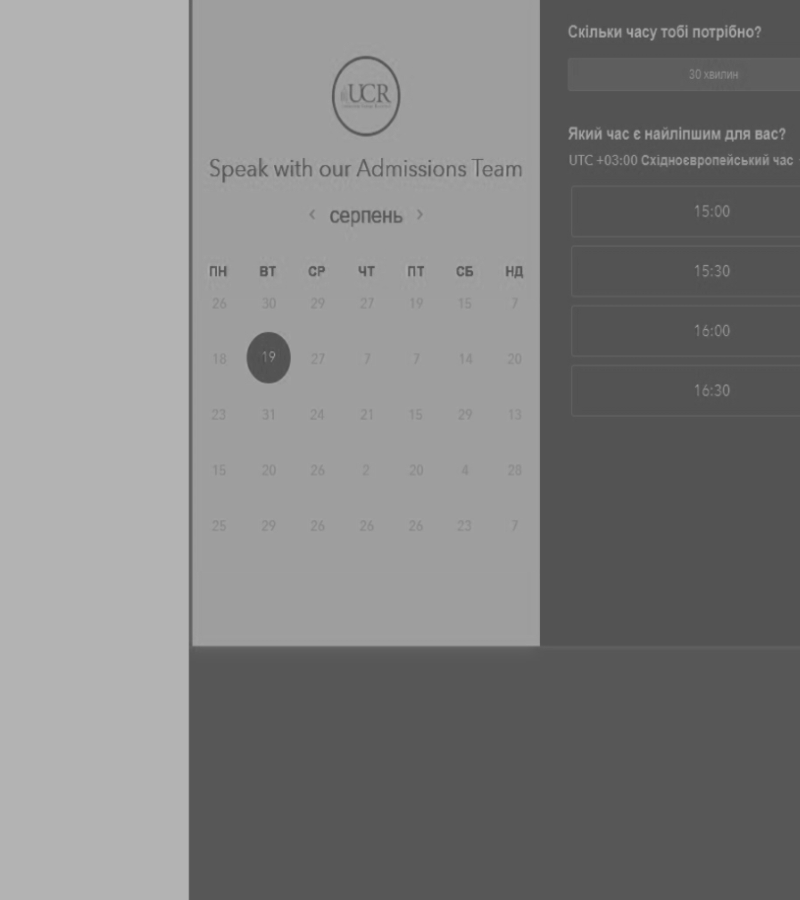 UCR
Speak with our Admissions Team
‹ серпень ›
ПН ВТ СР ЧТ ПТ СБ НД
26 30 29 27 19 15 7
18 19 27 7 7 14 20
23 31 24 21 15 29 13
15 20 26 2 20 4 28
25 29 26 26 26 23 7
Скільки часу тобі потрібно?
30 хвилин
Який час є найліпшим для вас?
UTC +03:00 Східноєвропейський час
15:00
15:30
16:00
16:30